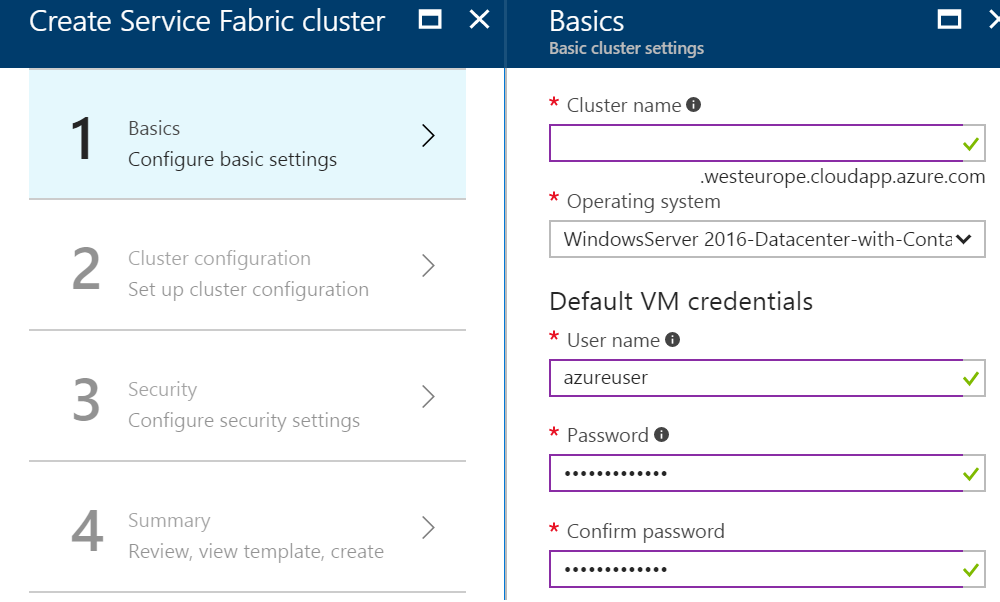 Create Service Fabric cluster
1
Basics
Configure basic settings
2
Cluster configuration
Set up cluster configuration
3
Security
Configure security settings
4
Summary
Review, view template, create
Basics
Basic cluster settings
* Cluster name
.westeurope.cloudapp.azure.com
* Operating system
WindowsServer 2016-Datacenter-with-Conta
Default VM credentials
* User name
azureuser
* Password
•••••••••••••
* Confirm password
•••••••••••••